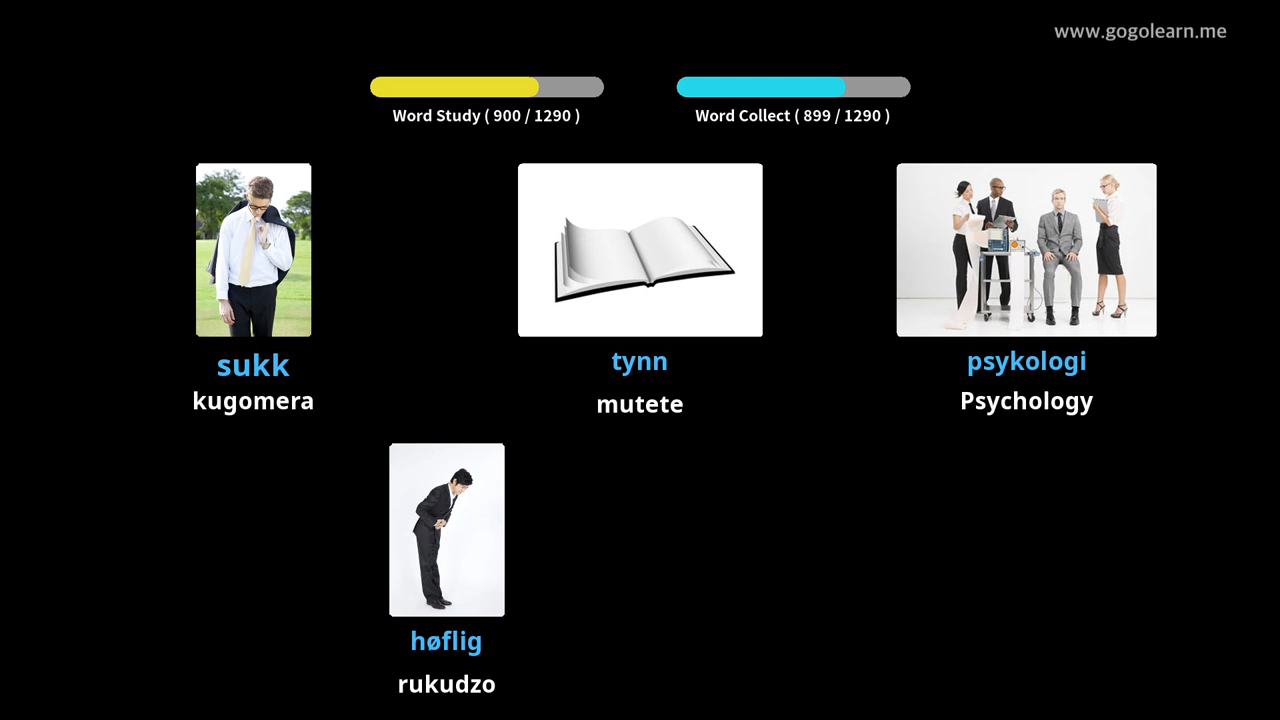 www.gogolearn.me
Word Study ( 900 / 1290 )
Word Collect ( 899 / 1290 )
sukk
kugomera
tynn
mutete
psykologi
Psychology
høflig
rukudzo